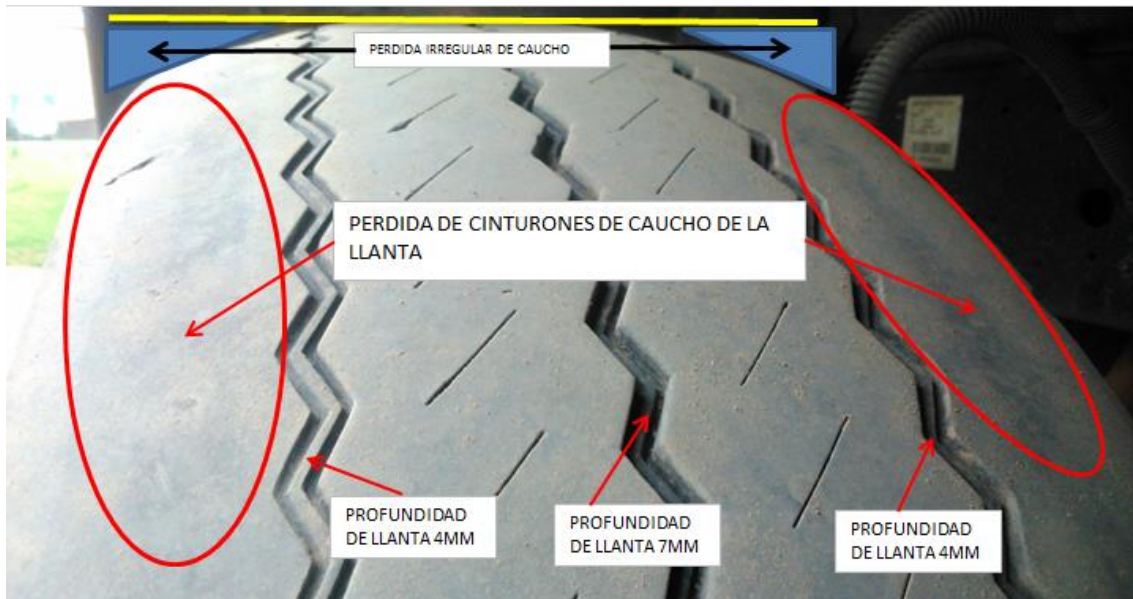 PERDIDA IRREGULAR DE CAUCHO
PERDIDA DE CINTURONES DE CAUCHO DE LA
LLANTA
PROFUNDIDAD
DE LLANTA 4MM
PROFUNDIDAD
DE LLANTA 7MM
PROFUNDIDAD
DE LLANTA 4MM